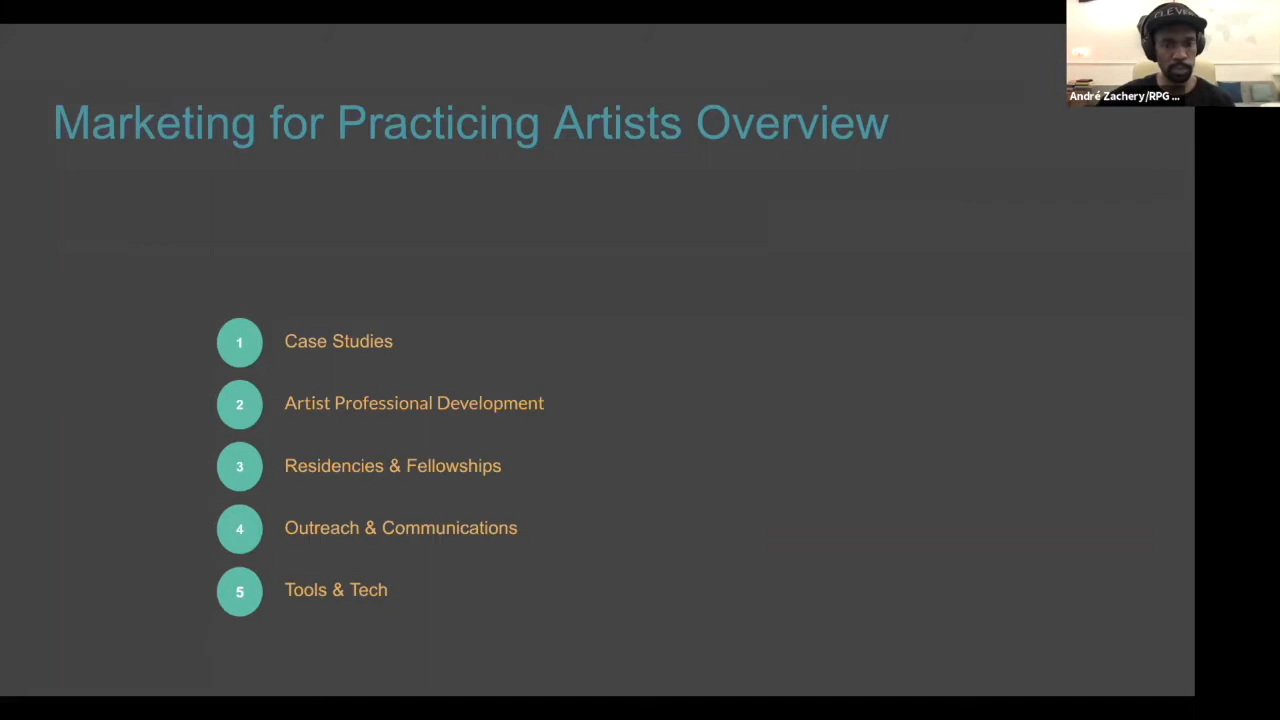 Marketing for Practicing Artists Overview
CLEVER
André Zachery/RPG ...
1 Case Studies
2 Artist Professional Development
3 Residencies & Fellowships
4 Outreach & Communications
5 Tools & Tech